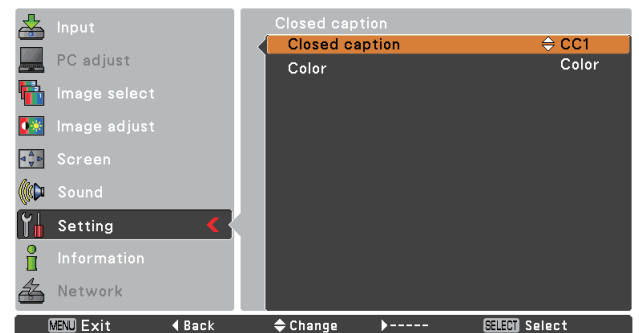 Input
PC adjust
Image select
Image adjust
Screen
Sound
Setting
Information
Network
Closed caption
Closed caption CC1
Color Color
MENU Exit Back Change ----- SELECT Select